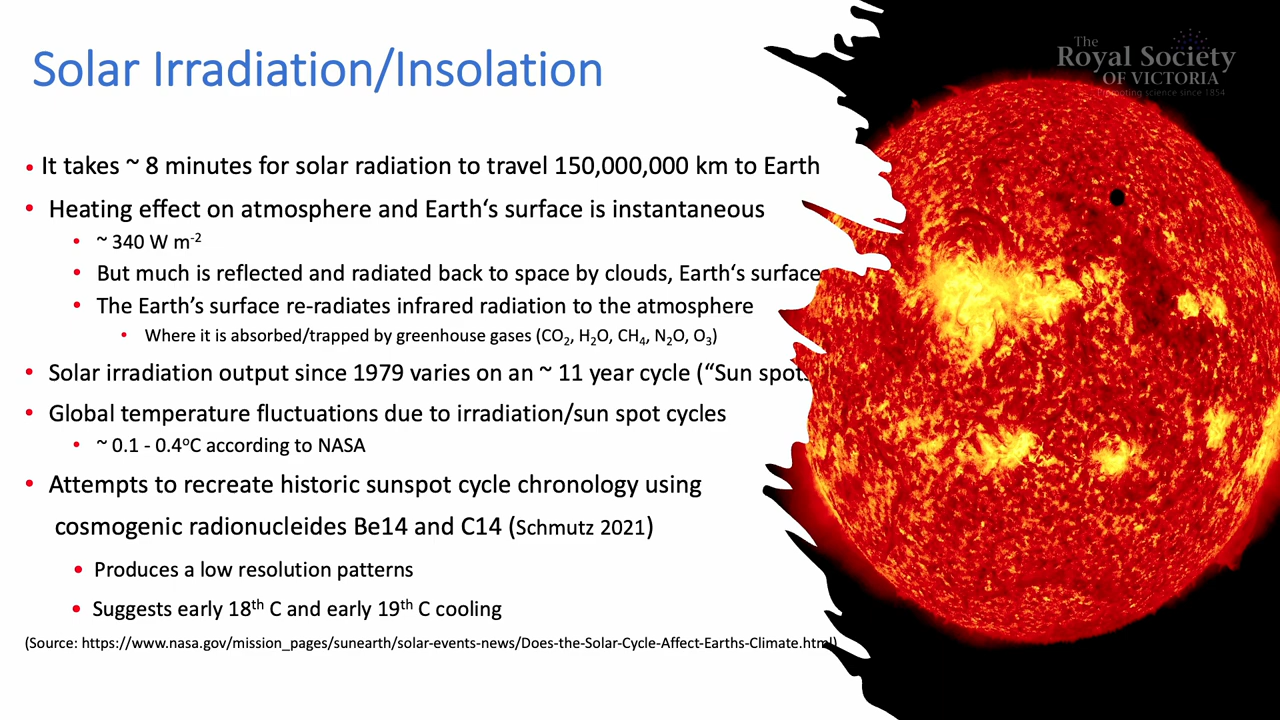 Solar Irradiation/Insolation
The
Royal Society
OF VICTORIA
Promoting science since 1854
• It takes ~ 8 minutes for solar radiation to travel 150,000,000 km to Earth
• Heating effect on atmosphere and Earth‘s surface is instantaneous
• ~ 340 W m⁻²
• But much is reflected and radiated back to space by clouds, Earth‘s surface
• The Earth’s surface re-radiates infrared radiation to the atmosphere
• Where it is absorbed/trapped by greenhouse gases (CO₂, H₂O, CH₄, N₂O, O₃)
• Solar irradiation output since 1979 varies on an ~ 11 year cycle (“Sun spots
• Global temperature fluctuations due to irradiation/sun spot cycles
• ~ 0.1 - 0.4ᵒC according to NASA
• Attempts to recreate historic sunspot cycle chronology using
cosmogenic radionucleides Be14 and C14 (Schmutz 2021)
• Produces a low resolution patterns
• Suggests early 18ᵗʰ C and early 19ᵗʰ C cooling
(Source: https://www.nasa.gov/mission_pages/sunearth/solar-events-news/Does-the-Solar-Cycle-Affect-Earths-Climate.html)